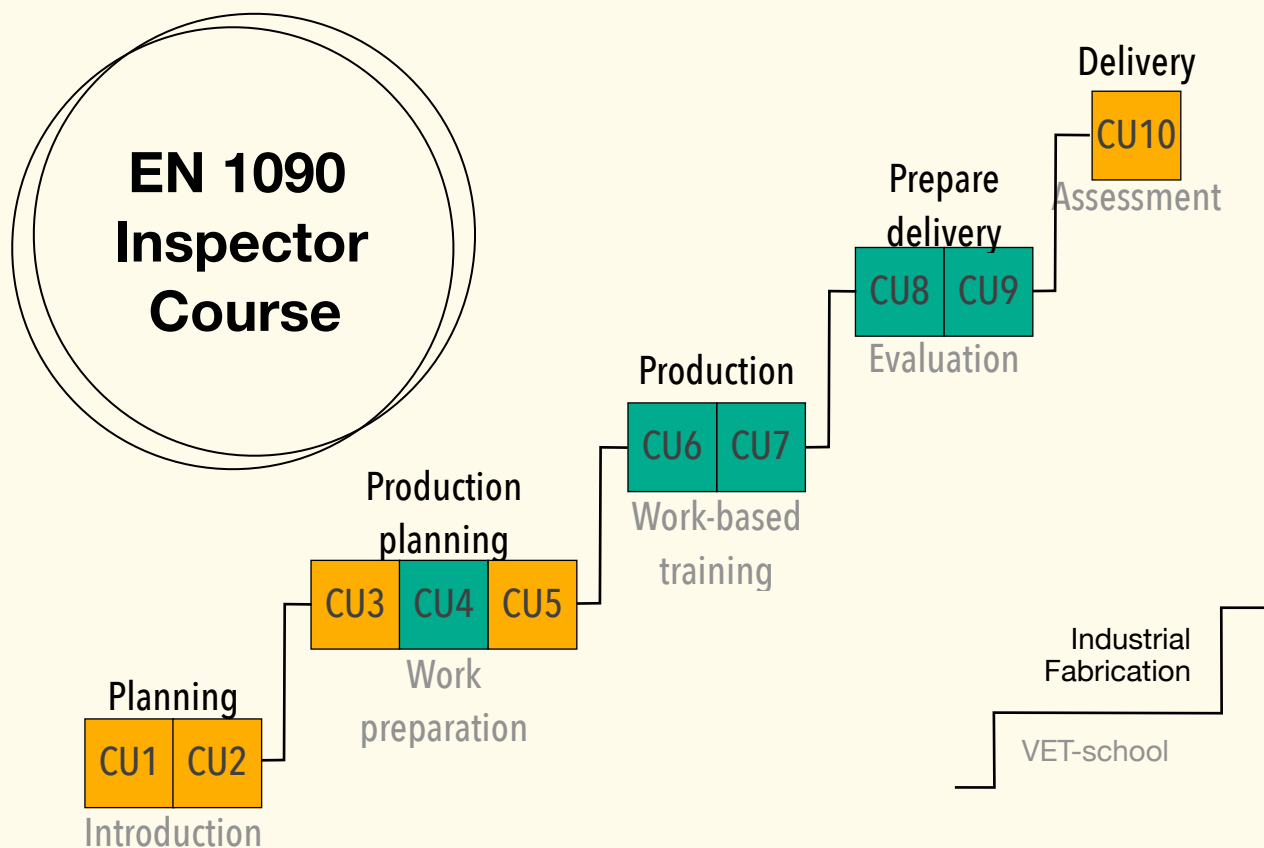 EN 1090
Inspector
Course
Delivery
CU10
Assessment
Prepare
delivery
CU8 CU9
Evaluation
Production
CU6 CU7
Work-based
training
Production
planning
CU3 CU4 CU5
Work
preparation
Planning
CU1 CU2
Introduction
Industrial
Fabrication
VET-school